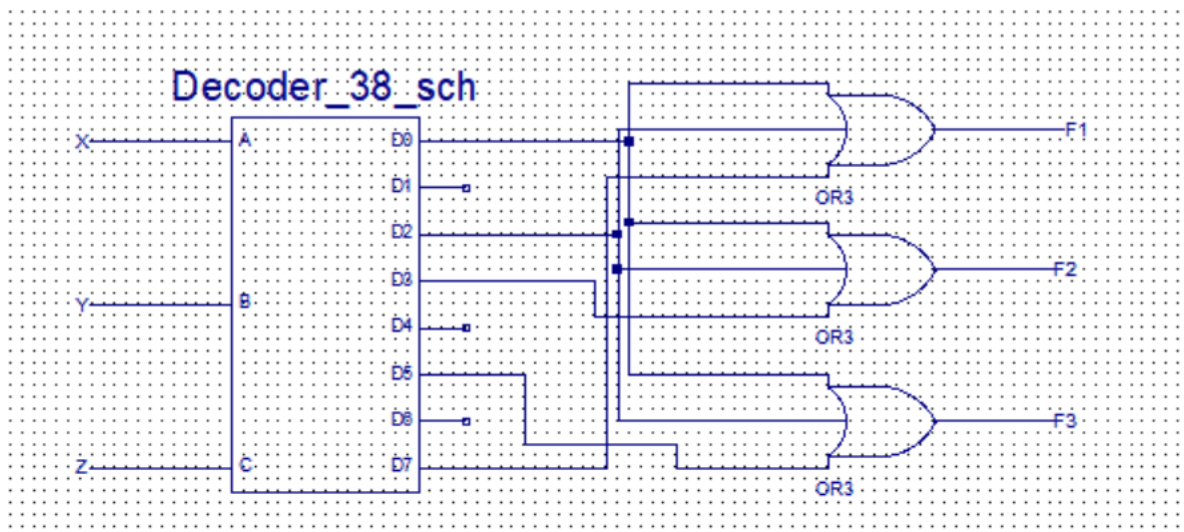 Decoder_38_sch
X
A
D0
F1
D1
OR3
D2
F2
D3
Y
B
D4
OR3
D5
D6
F3
Z
C
D7
OR3